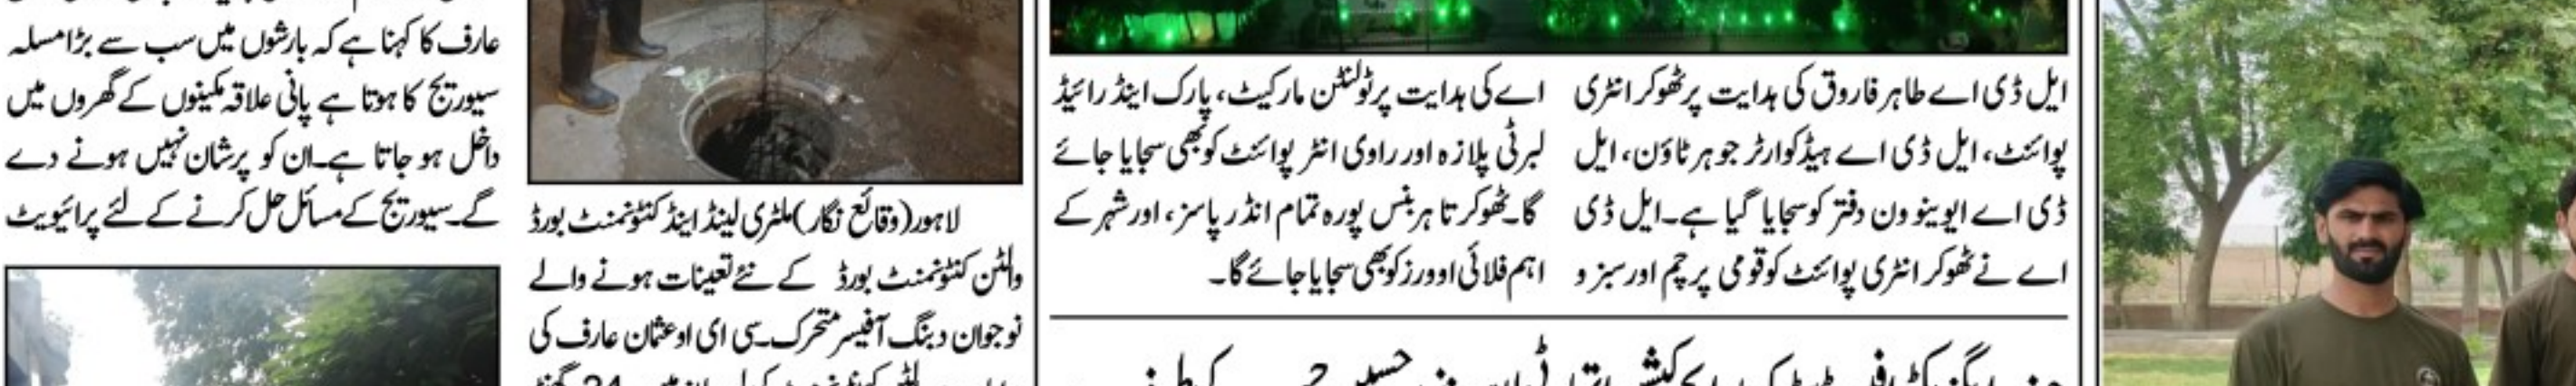 ایل ڈی اے طاہر فاروق کی ہدایت پر ٹھوکر انٹری
پوائنٹ، ایل ڈی اے ہیڈکوارٹر جوہر ٹاؤن، ایل
ڈی اے ایوینو ون دفتر کو سجایا گیا ہے۔ ایل ڈی
اے نے ٹھوکر انٹری پوائنٹ کو قومی پرچم اور سبز و
اے کی ہدایت پر ٹولنٹن مارکیٹ، پارک اینڈ رائیڈ
لبرٹی پلازہ اور راوی انٹر پوائنٹ کو بھی سجایا جائے
گا۔ ٹھوکر تا ہربنس پورہ تمام انڈر پاسز، اور شہر کے
اہم فلائی اوورز کو بھی سجایا جائے گا۔
لاہور (وقائع نگار) ملٹری لینڈ اینڈ کنٹونمنٹ بورڈ
والٹن کنٹونمنٹ بورڈ کے نئے تعینات ہونے والے
نوجوان دبنگ آفیسر متحرک۔ سی ای او عثمان عارف کی
24
عارف کا کہنا ہے کہ بارشوں میں سب سے بڑا مسلہ
سیوریج کا ہوتا ہے پانی علاقہ مکینوں کے گھروں میں
داخل ہو جاتا ہے۔ ان کو پرشان نہیں ہونے دے
گے۔ سیوریج کے مسائل حل کرنے کے لئے پرائیویٹ